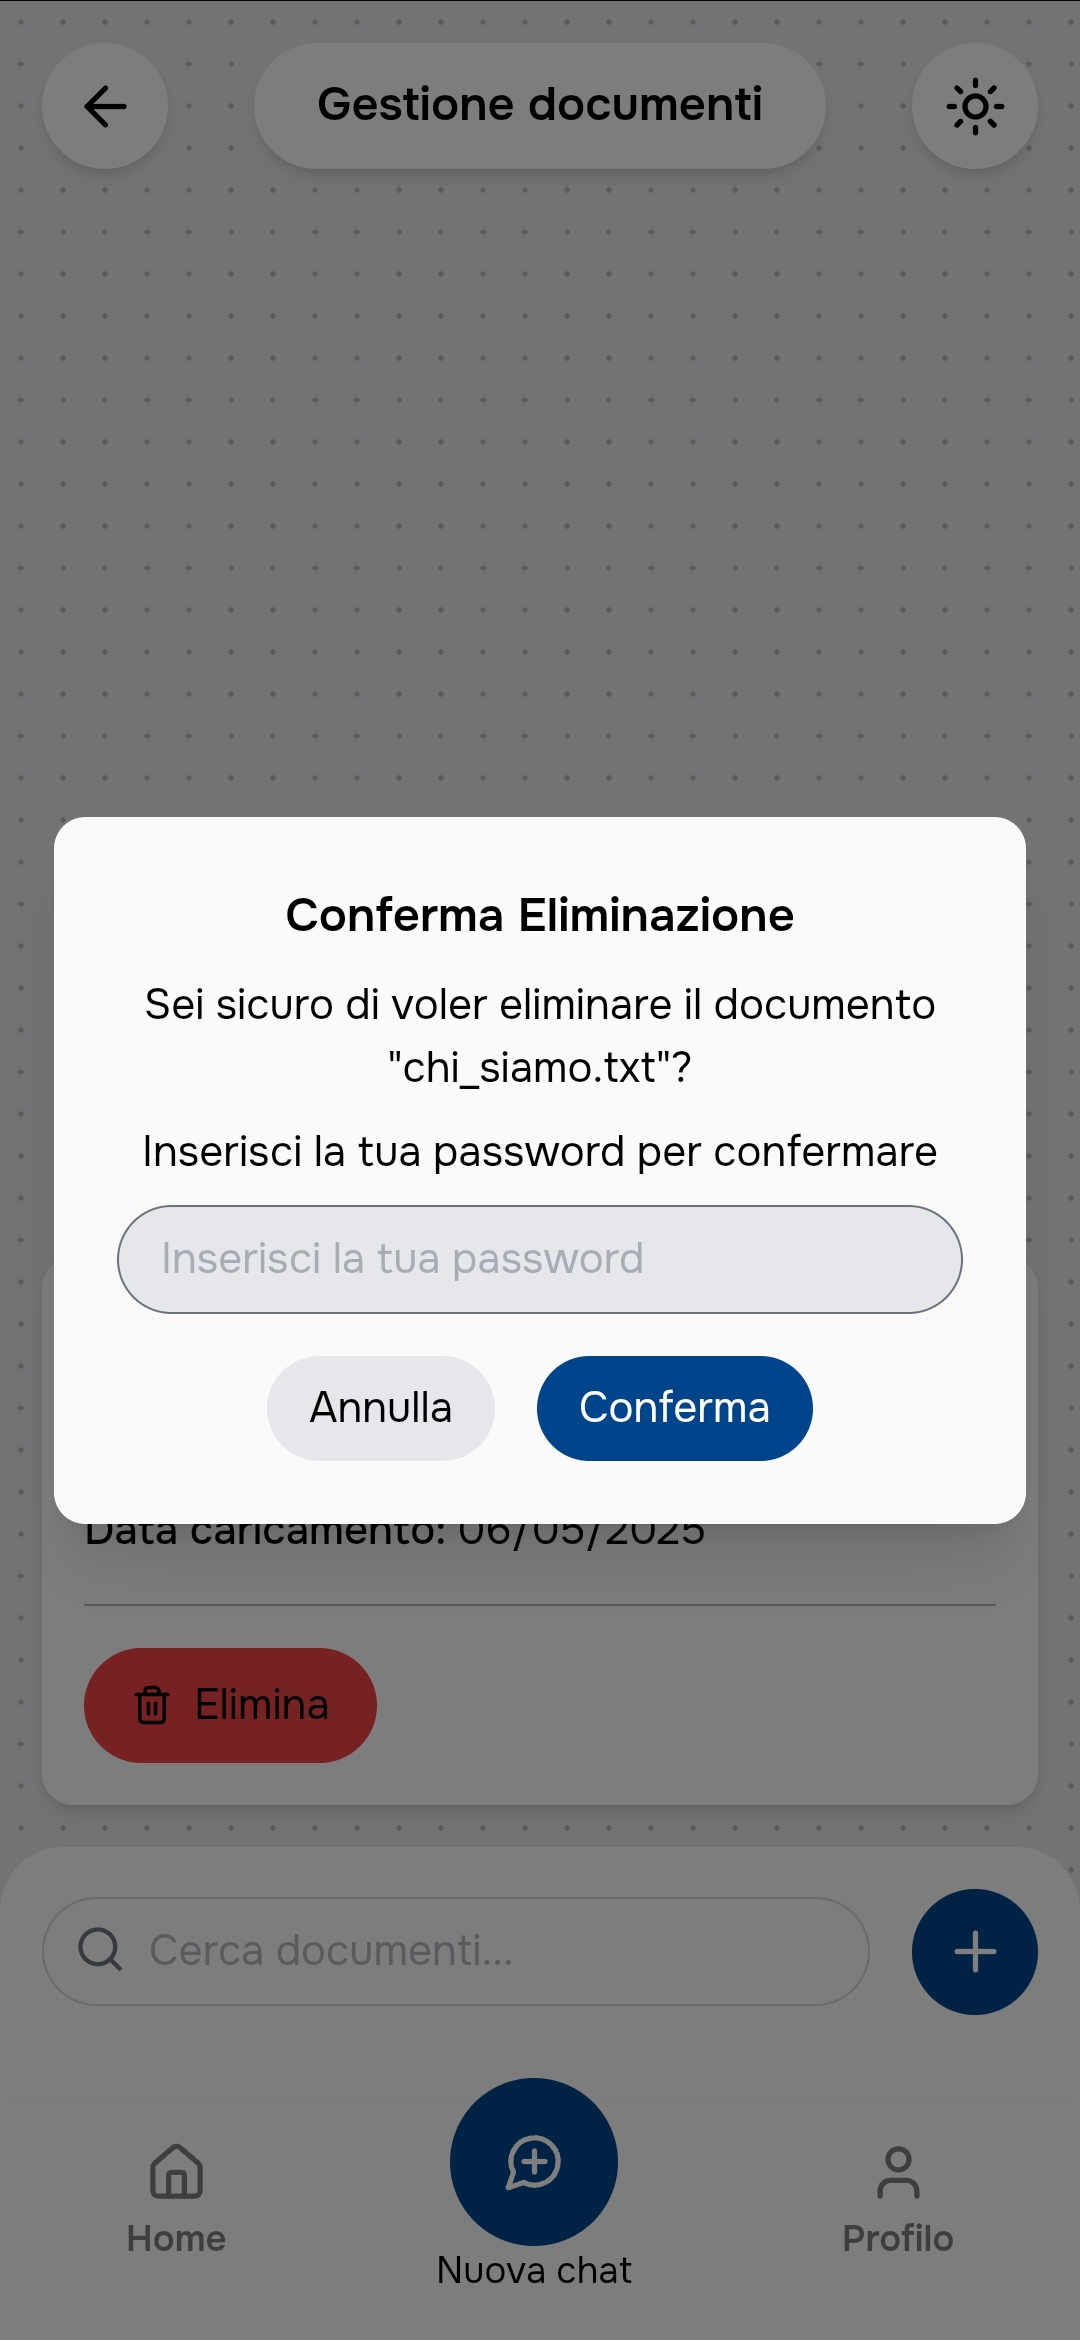 Gestione documenti
Conferma Eliminazione
Sei sicuro di voler eliminare il documento
"chi_siamo.txt"?
Inserisci la tua password per confermare
Inserisci la tua password
Annulla
Conferma
Data caricamento: 06/05/2025
Elimina
Cerca documenti...
Home
Nuova chat
Profilo